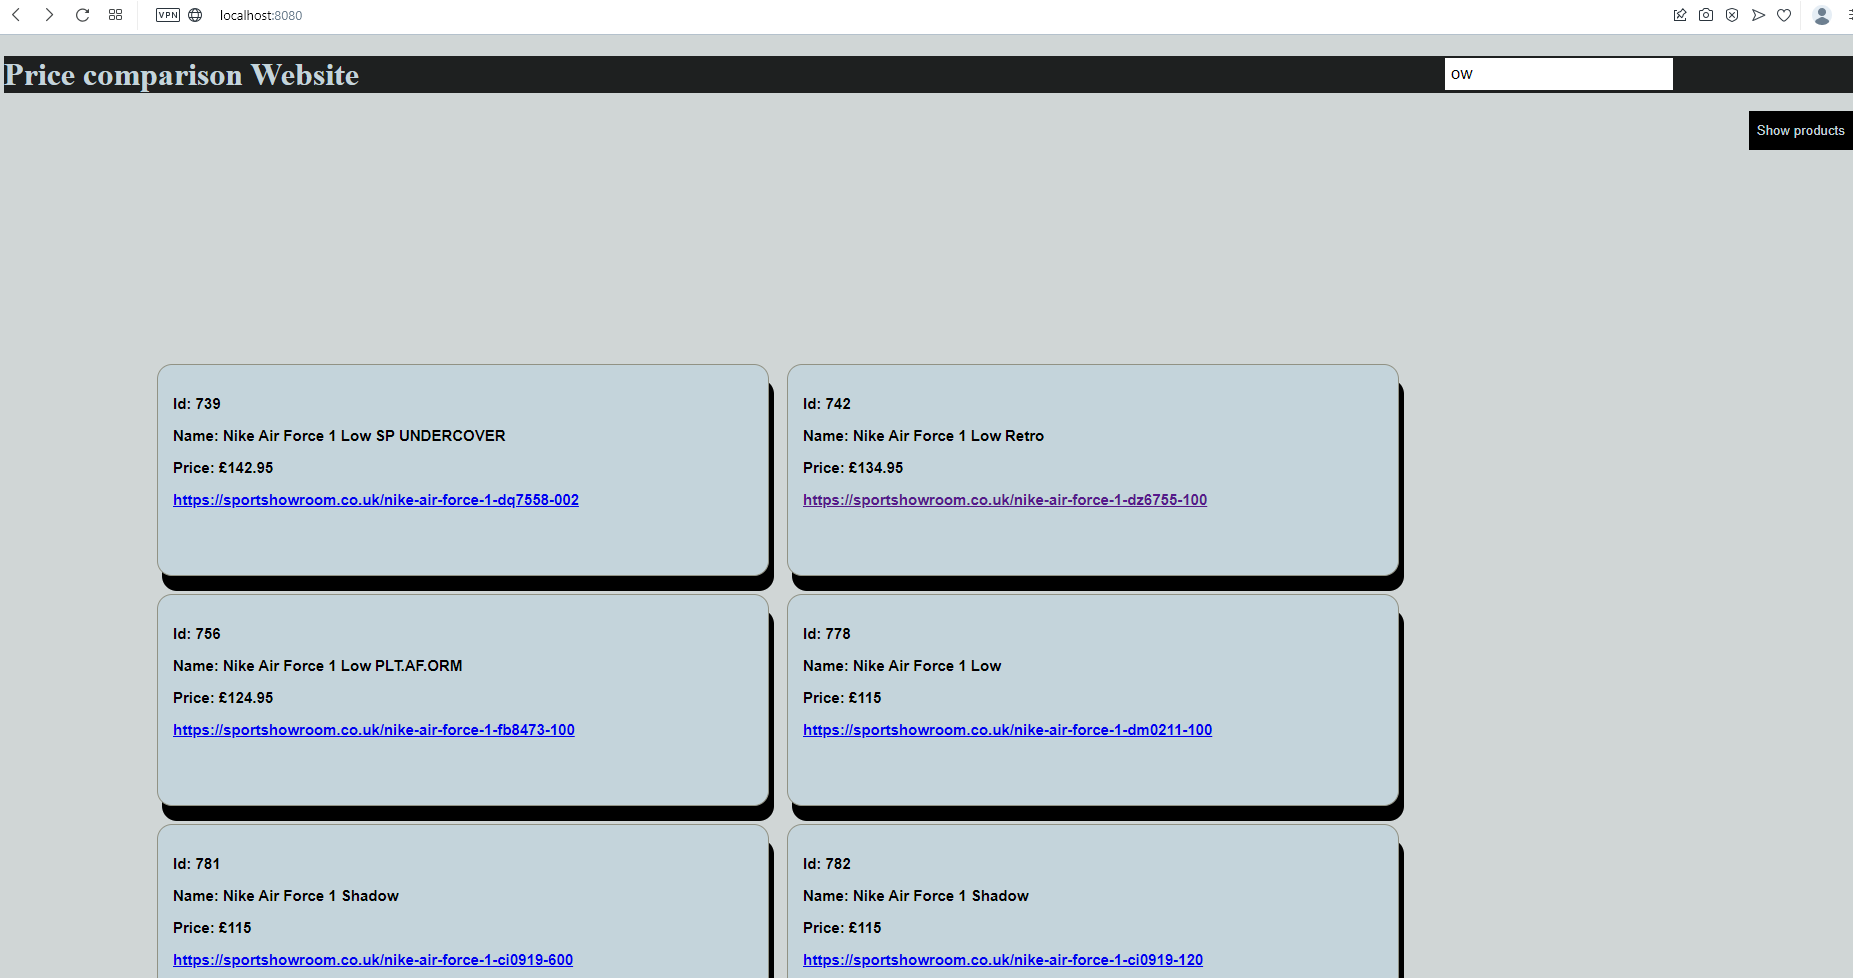 VPN localhost:8080
Price comparison Website
ow
Show products
Id: 739
Name: Nike Air Force 1 Low SP UNDERCOVER
Price: £142.95
https://sportshowroom.co.uk/nike-air-force-1-dq7558-002
Id: 742
Name: Nike Air Force 1 Low Retro
Price: £134.95
https://sportshowroom.co.uk/nike-air-force-1-dz6755-100
Id: 756
Name: Nike Air Force 1 Low PLT.AF.ORM
Price: £124.95
https://sportshowroom.co.uk/nike-air-force-1-fb8473-100
Id: 778
Name: Nike Air Force 1 Low
Price: £115
https://sportshowroom.co.uk/nike-air-force-1-dm0211-100
Id: 781
Name: Nike Air Force 1 Shadow
Price: £115
https://sportshowroom.co.uk/nike-air-force-1-ci0919-600
Id: 782
Name: Nike Air Force 1 Shadow
Price: £115
https://sportshowroom.co.uk/nike-air-force-1-ci0919-120